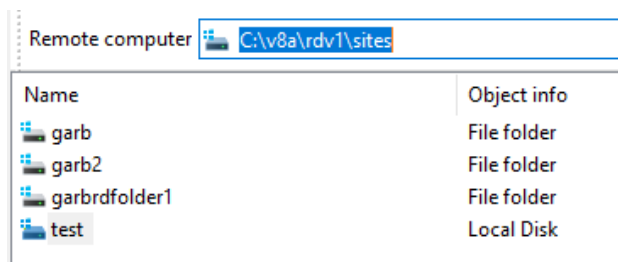 Remote computer C:\v8a\rdv1\sites
Name Object info
garb File folder
garb2 File folder
garbrdfolder1 File folder
test Local Disk